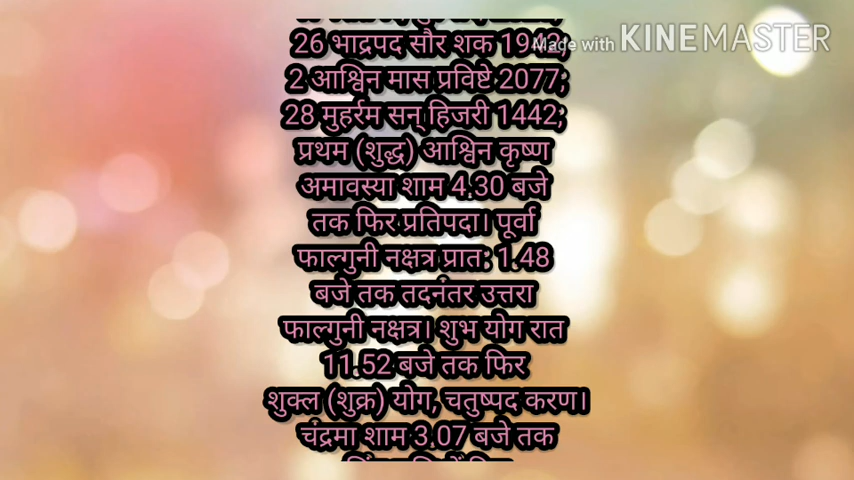 26 भाद्रपद सौर शक 1942;
Made with KINEMASTER
2 आश्विन मास प्रविष्टे 2077;
28 मुहर्रम सन् हिजरी 1442;
प्रथम (शुद्ध) आश्विन कृष्ण
अमावस्या शाम 4.30 बजे
तक फिर प्रतिपदा। पूर्वा
फाल्गुनी नक्षत्र प्रात: 1.48
बजे तक तदनंतर उत्तरा
फाल्गुनी नक्षत्र। शुभ योग रात
11.52 बजे तक फिर
शुक्ल (शुक्र) योग, चतुष्पद करण।
चंद्रमा शाम 3.07 बजे तक